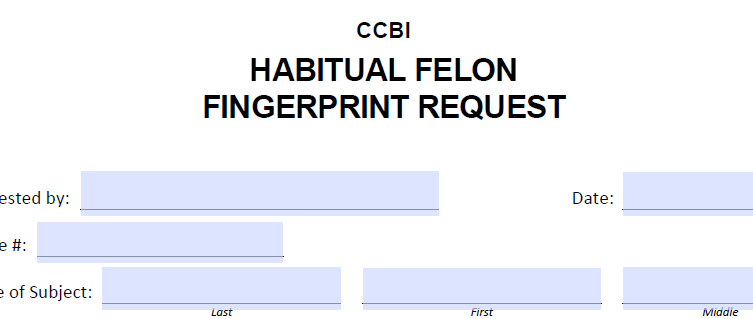 CCBI
HABITUAL FELON
FINGERPRINT REQUEST
ested by: Date:
e #:
e of Subject:
Last First Middle